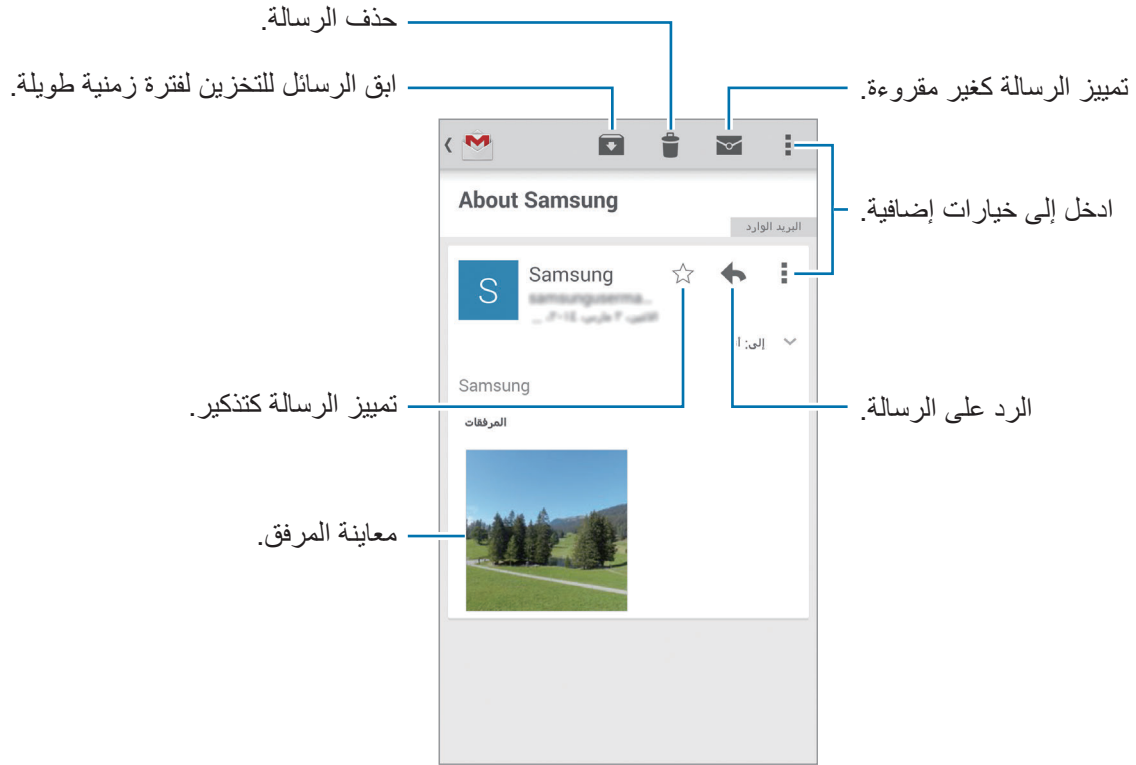 حذف الرسالة.
ابق الرسائل للتخزين لفترة زمنية طويلة.
تمييز الرسالة كغير مقروءة.
About Samsung
ادخل إلى خيارات إضافية.
البريد الوارد
S
Samsung
إلى:
Samsung
تمييز الرسالة كتذكير.
الرد على الرسالة.
المرفقات
معاينة المرفق.